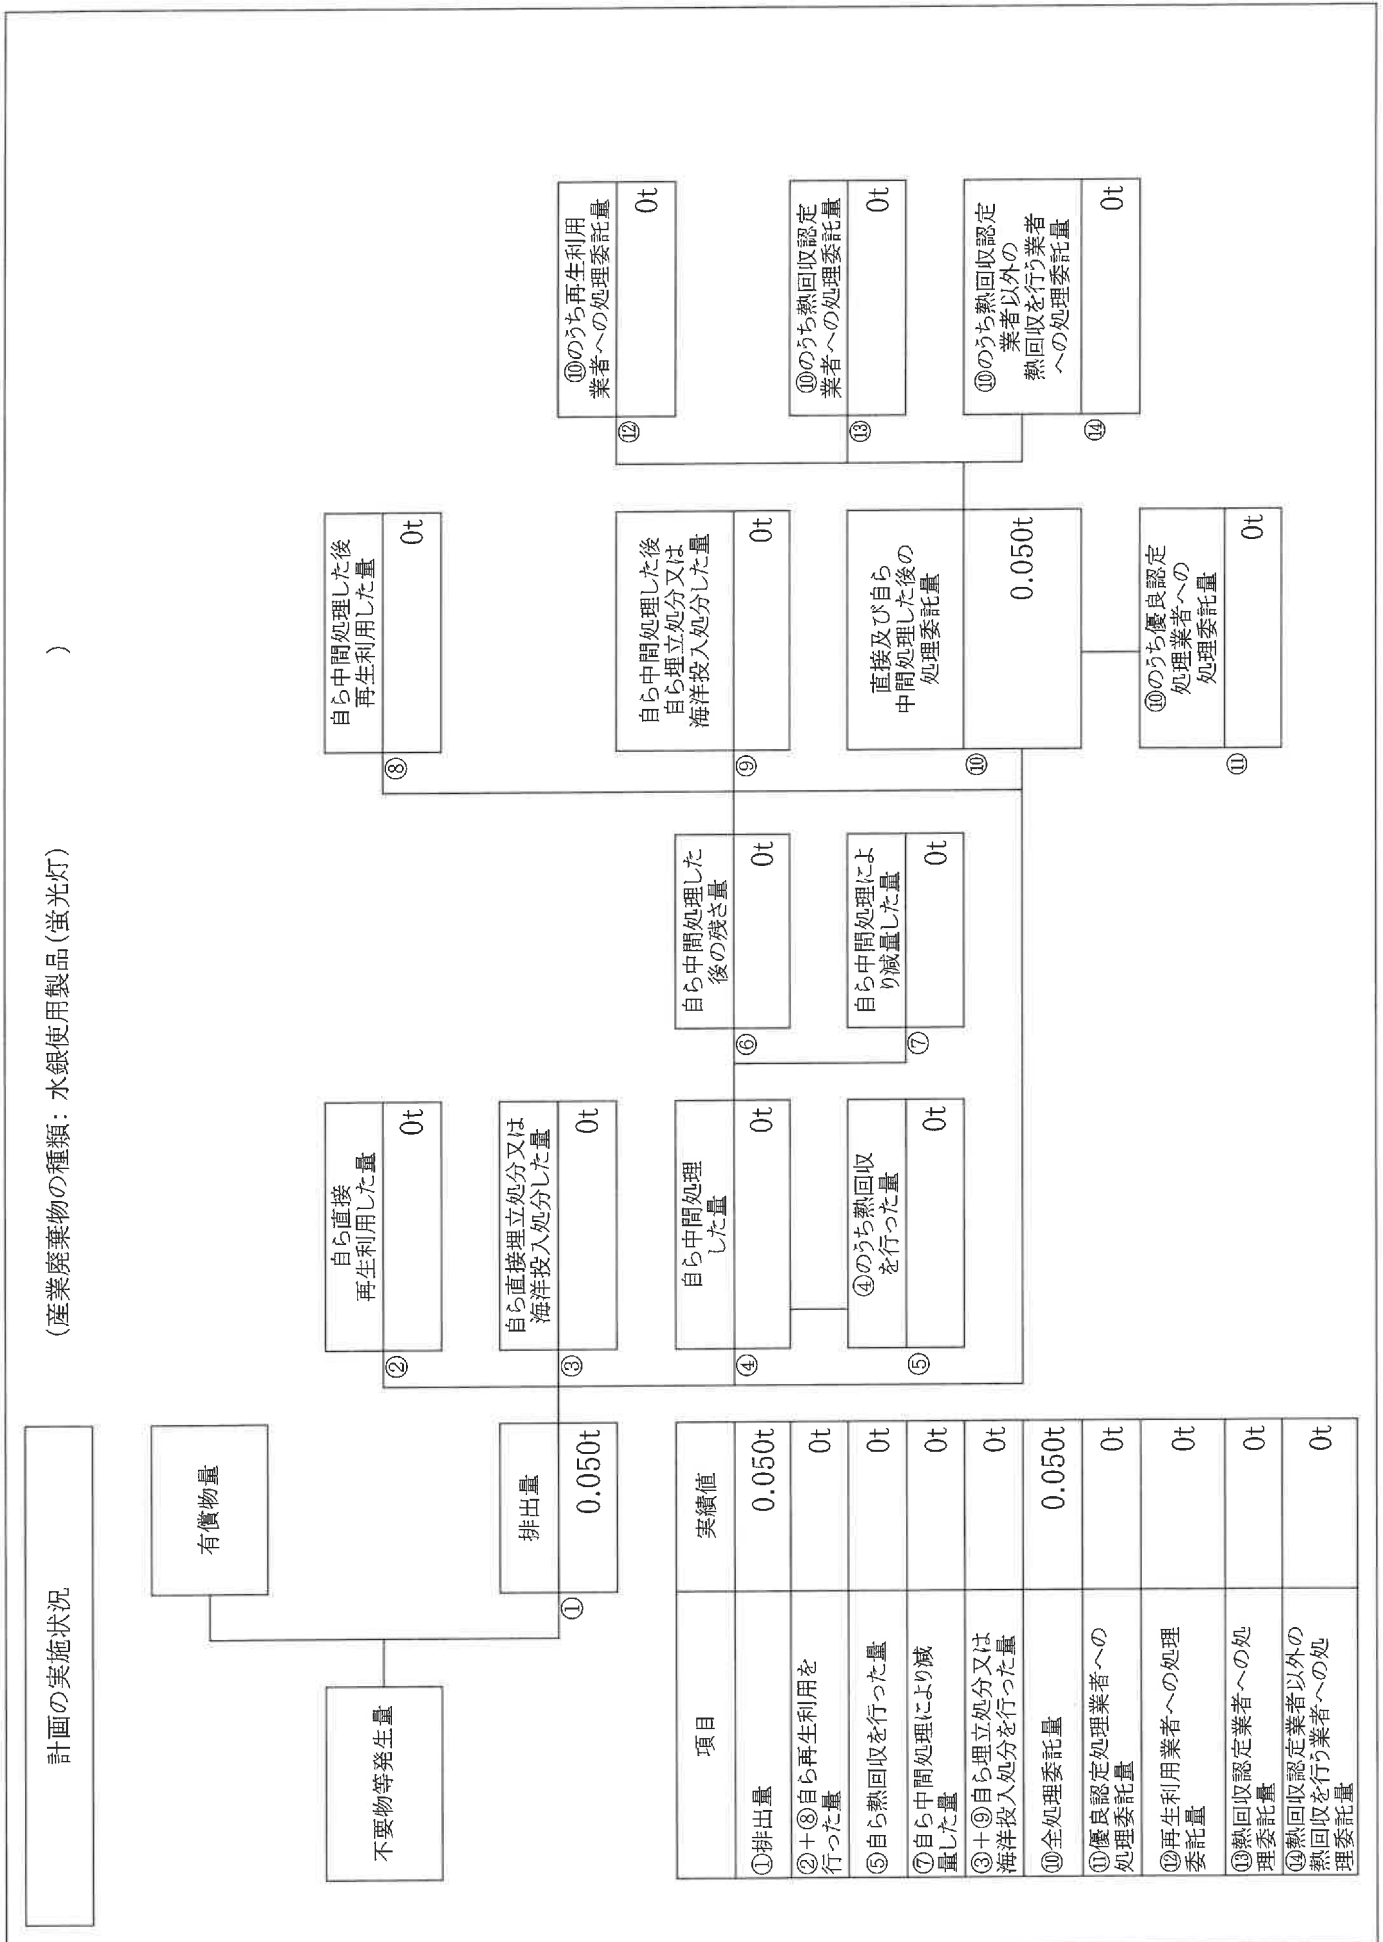 計画の実施状況
(産業廃棄物の種類：水銀使用製品(蛍光灯)　　　　)
不要物等発生量
有償物量
①
排出量
0.050t
②
自ら直接
再生利用した量
0t
③
自ら直接埋立処分又は
海洋投入処分した量
0t
④
自ら中間処理
した量
0t
⑤
④のうち熱回収
を行った量
0t
⑥
自ら中間処理した
後の残さ量
0t
⑦
自ら中間処理によ
り減量した量
0t
⑧
自ら中間処理した後
再生利用した量
0t
⑨
自ら中間処理した後
自ら埋立処分又は
海洋投入処分した量
0t
⑩
直接及び自ら
中間処理した後の
処理委託量
0.050t
⑪
⑩のうち優良認定
処理業者への
処理委託量
0t
⑫
⑩のうち再生利用
業者への処理委託量
0t
⑬
⑩のうち熱回収認定
業者への処理委託量
0t
⑭
⑩のうち熱回収認定
業者以外の
熱回収を行う業者
への処理委託量
0t
項目
実績値
①排出量
0.050t
②＋⑧自ら再生利用を
行った量
0t
⑤自ら熱回収を行った量
0t
⑦自ら中間処理により減
量した量
0t
③＋⑨自ら埋立処分又は
海洋投入処分を行った量
0t
⑩全処理委託量
0.050t
⑪優良認定処理業者への
処理委託量
0t
⑫再生利用業者への処理
委託量
0t
⑬熱回収認定業者への処
理委託量
0t
⑭熱回収認定業者以外の
熱回収を行う業者への処
理委託量
0t